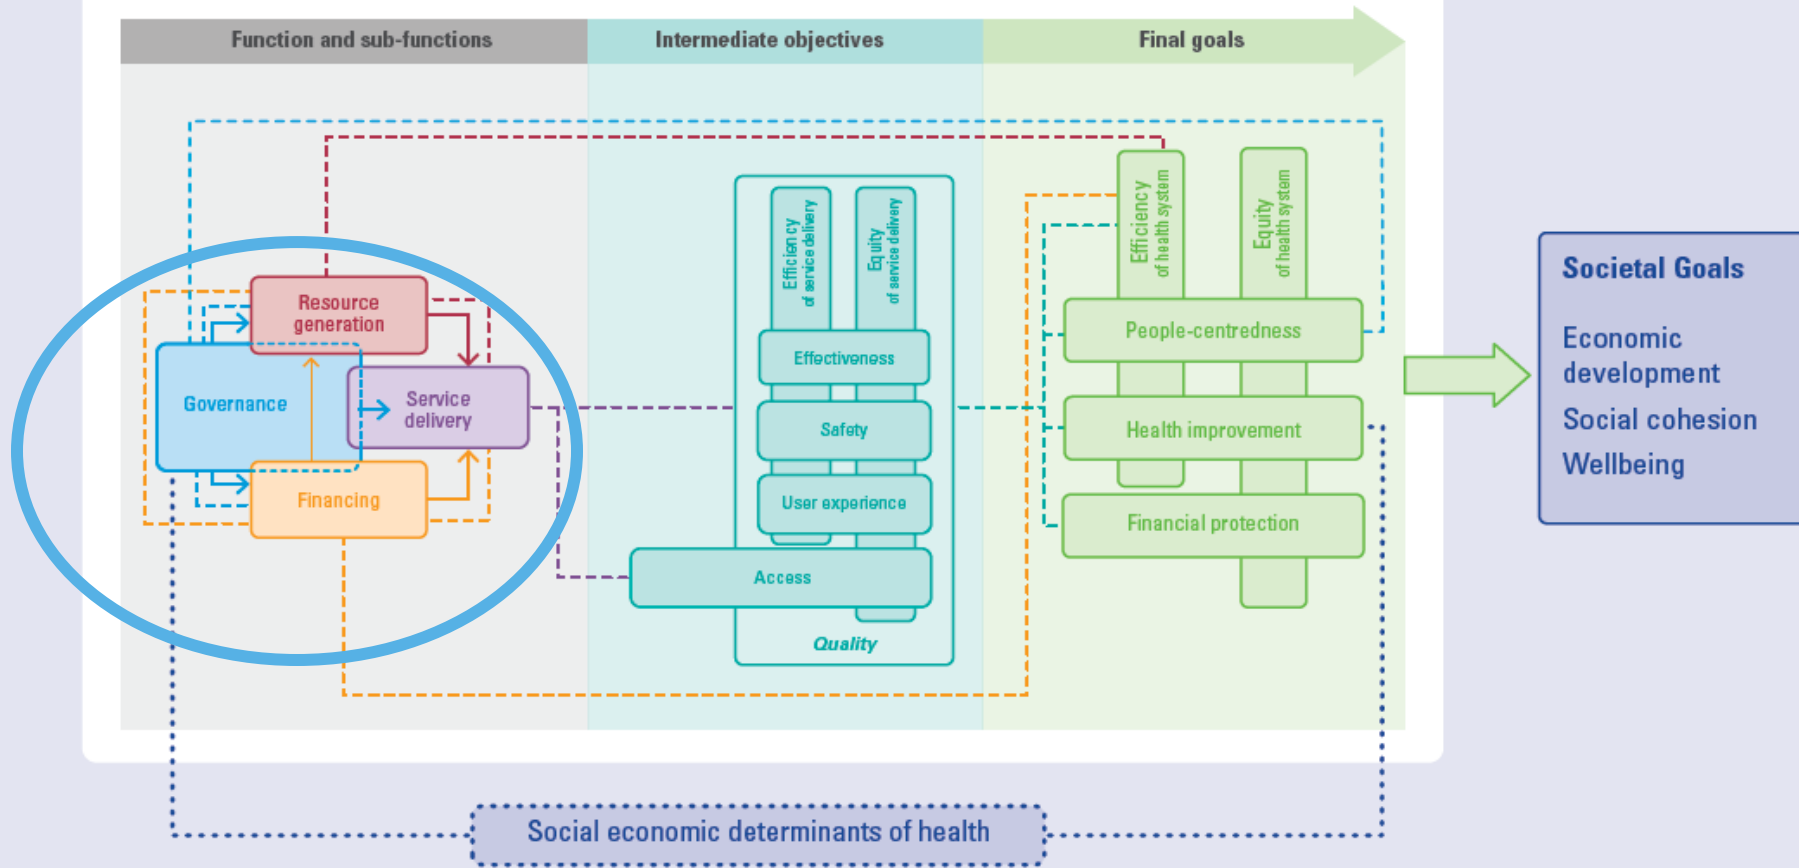 Function and sub-functions
Intermediate objectives
Final goals
Resource
generation
Governance
Service
delivery
Financing
Efficiency
of service delivery
Equity
of service delivery
Effectiveness
Safety
User experience
Access
Quality
Efficiency
of health system
Equity
of health system
People-centredness
Health improvement
Financial protection
Societal Goals
Economic
development
Social cohesion
Wellbeing
Social economic determinants of health